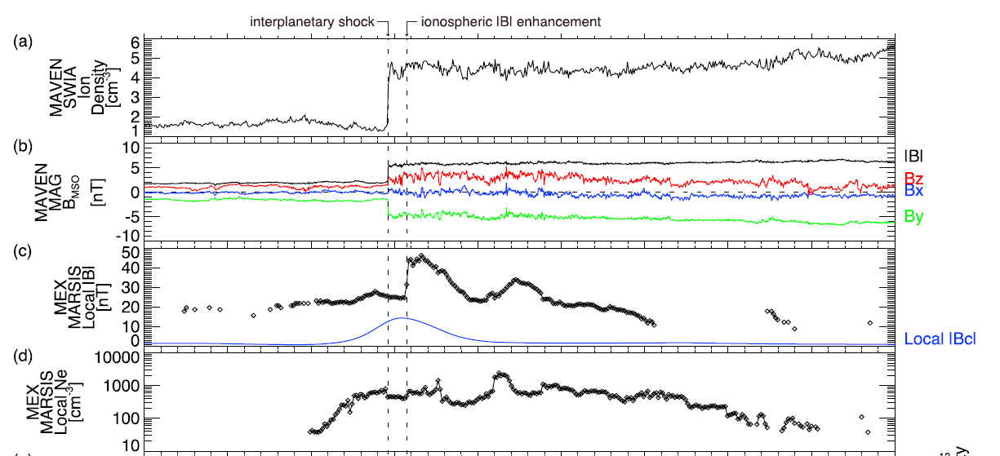 interplanetary shock
ionospheric |B| enhancement
(a)
MAVEN
SWIA
Ion
Density
[cm-3]
6
5
4
2
1
(b)
MAVEN
MAG
BMSO
[nT]
10
5
0
-5
-10
|B|
Bz
Bx
By
(c)
MEX
MARSIS
Local |B|
[nT]
50
40
30
20
10
0
Local |Bc|
(d)
MEX
MARSIS
Local Ne
[cm-3]
10000
1000
100
10